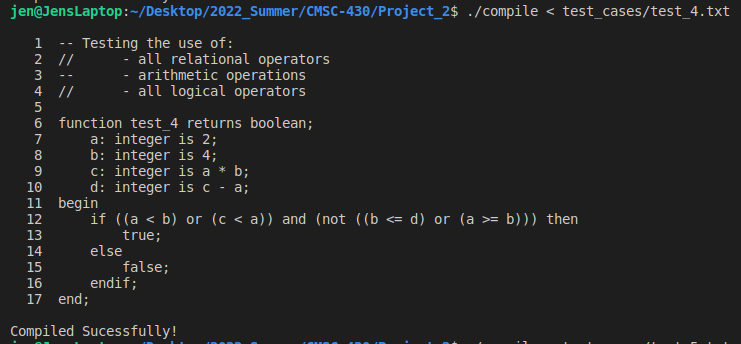 jen@JensLaptop:~/Desktop/2022_Summer/CMSC-430/Project_2$ ./compile < test_cases/test_4.txt
1  -- Testing the use of:
2  //      - all relational operators
3  --      - arithmetic operations
4  //      - all logical operators
5
6  function test_4 returns boolean;
7      a: integer is 2;
8      b: integer is 4;
9      c: integer is a * b;
10      d: integer is c - a;
11  begin
12      if ((a < b) or (c < a)) and (not ((b <= d) or (a >= b))) then
13          true;
14      else
15          false;
16      endif;
17  end;
Compiled Sucessfully!